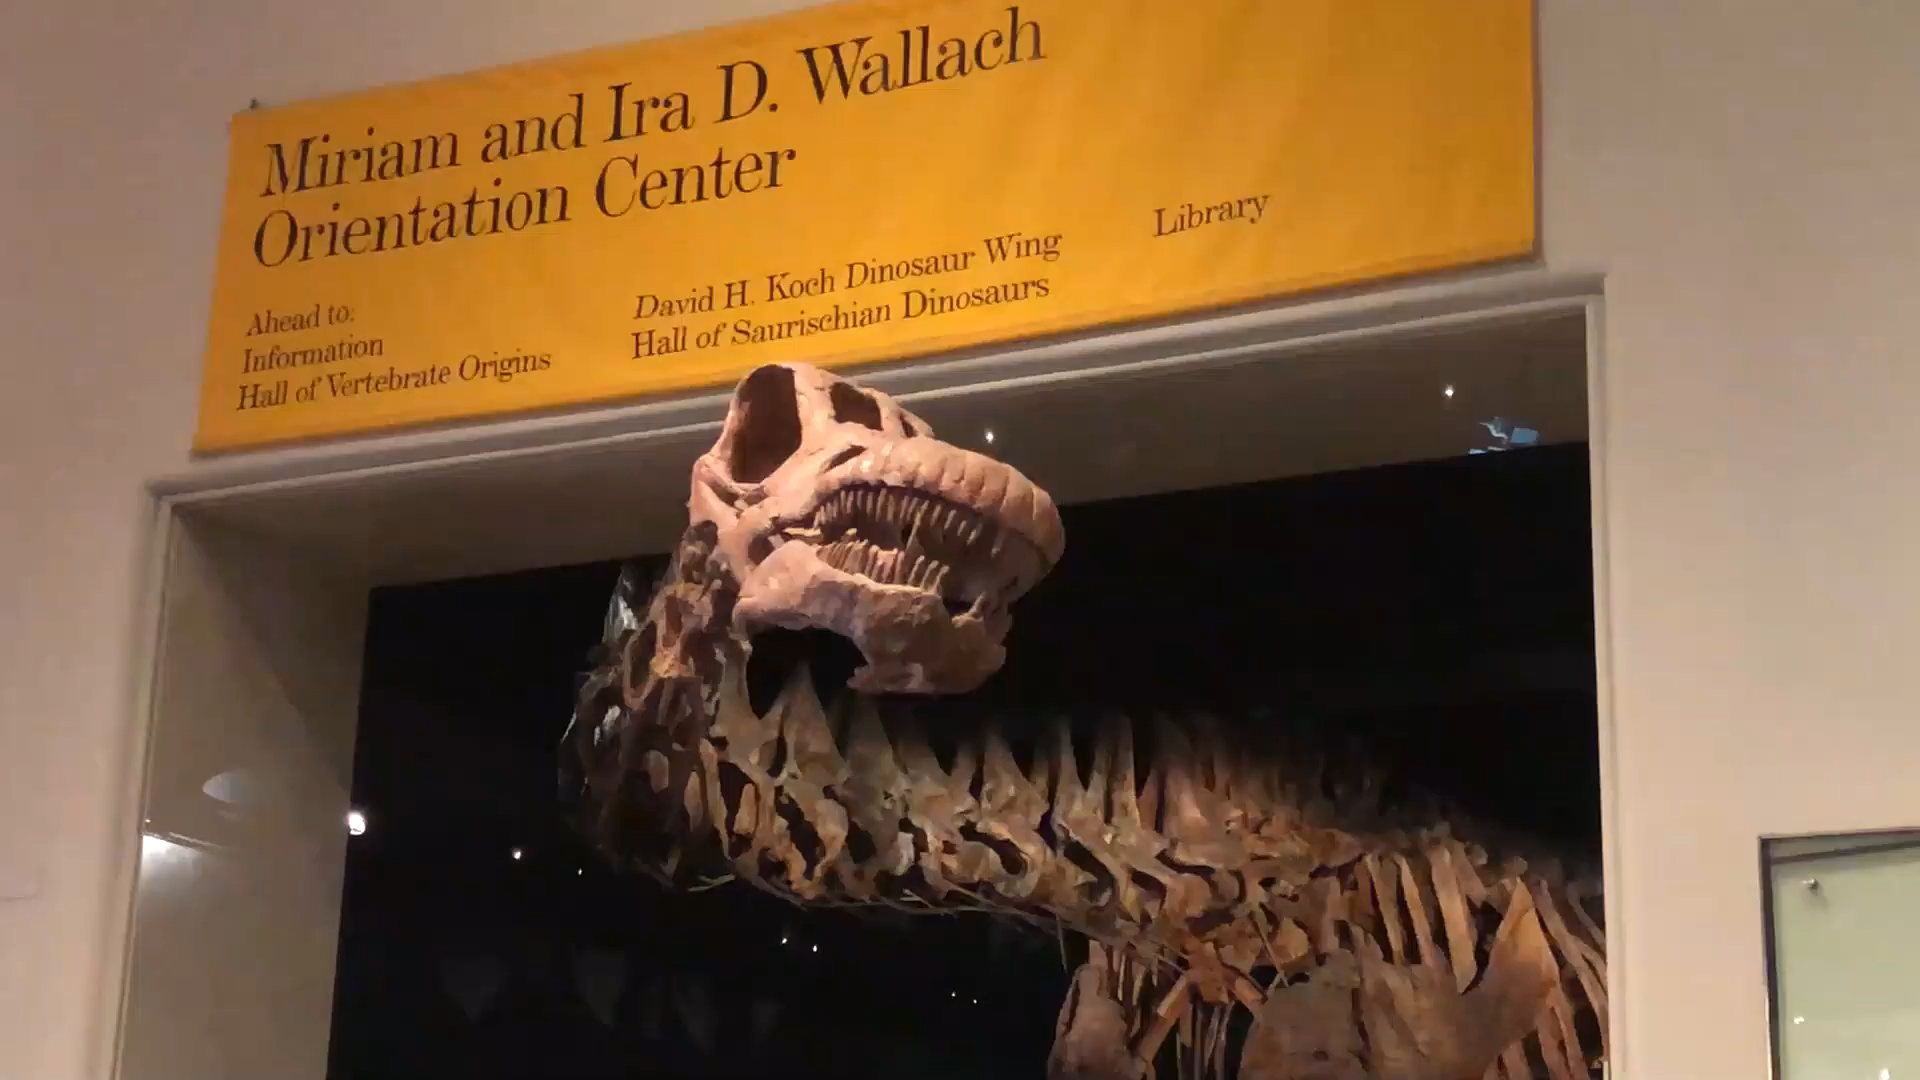 Miriam and Ira D. Wallach
Orientation Center
Ahead to:
Information
Hall of Vertebrate Origins
David H. Koch Dinosaur Wing
Hall of Saurischian Dinosaurs
Library